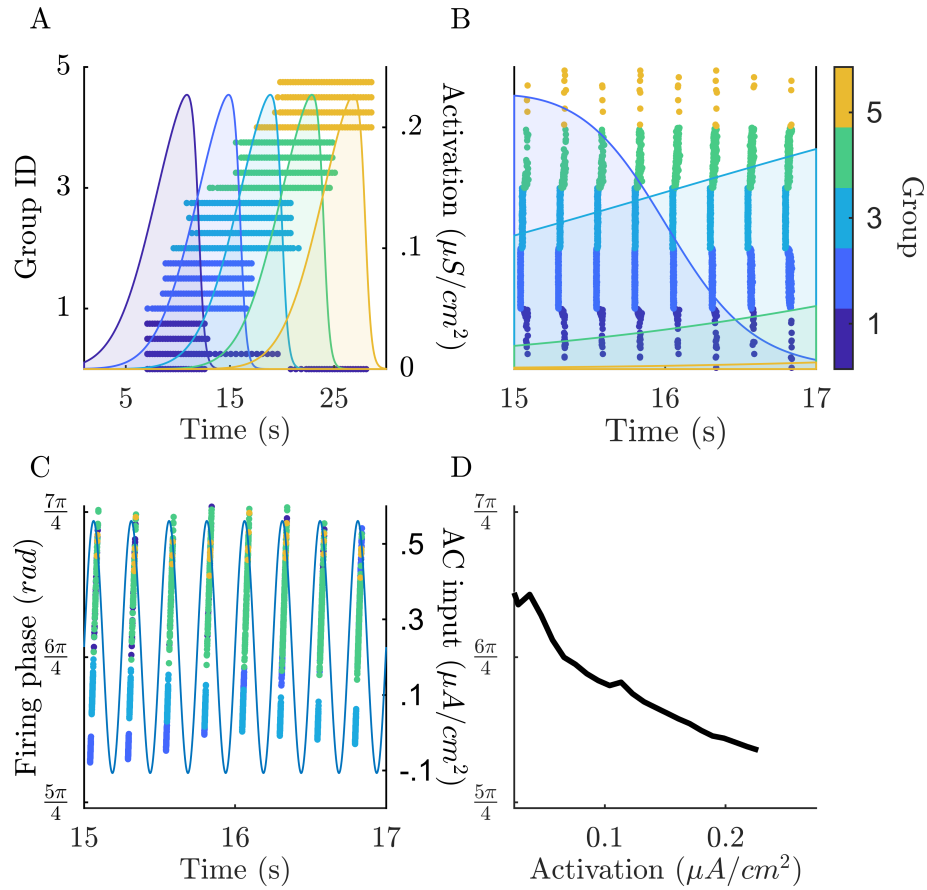 A
B
5
3
1
Group ID
5
15
25
Time (s)
.2
0.1
0
Activation (μS/cm²)
15
16
17
Time (s)
5
3
1
Group
C
D
7π/4
6π/4
5π/4
Firing phase (rad)
15
16
17
Time (s)
.5
0.3
0.1
-.1
AC input (μA/cm²)
7π/4
6π/4
5π/4
0.1
0.2
Activation (μA/cm²)